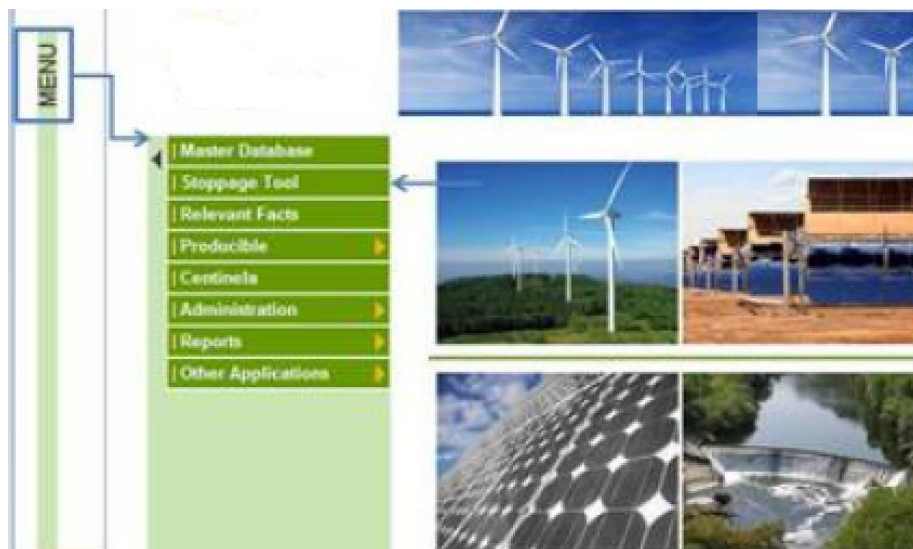 MENU
| Master Database
| Stoppage Tool
| Relevant Facts
| Producible
| Centinela
| Administration
| Reports
| Other Applications